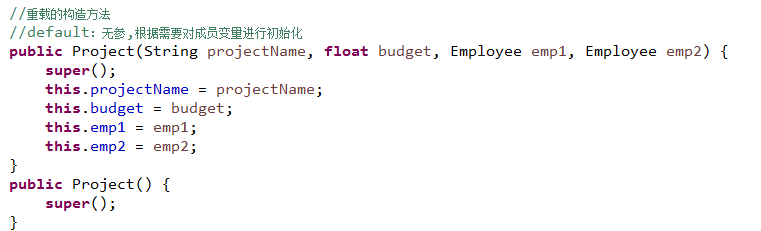 //重载的构造方法
//default：无参,根据需要对成员变量进行初始化
public Project(String projectName, float budget, Employee emp1, Employee emp2) {
    super();
    this.projectName = projectName;
    this.budget = budget;
    this.emp1 = emp1;
    this.emp2 = emp2;
}
public Project() {
    super();
}